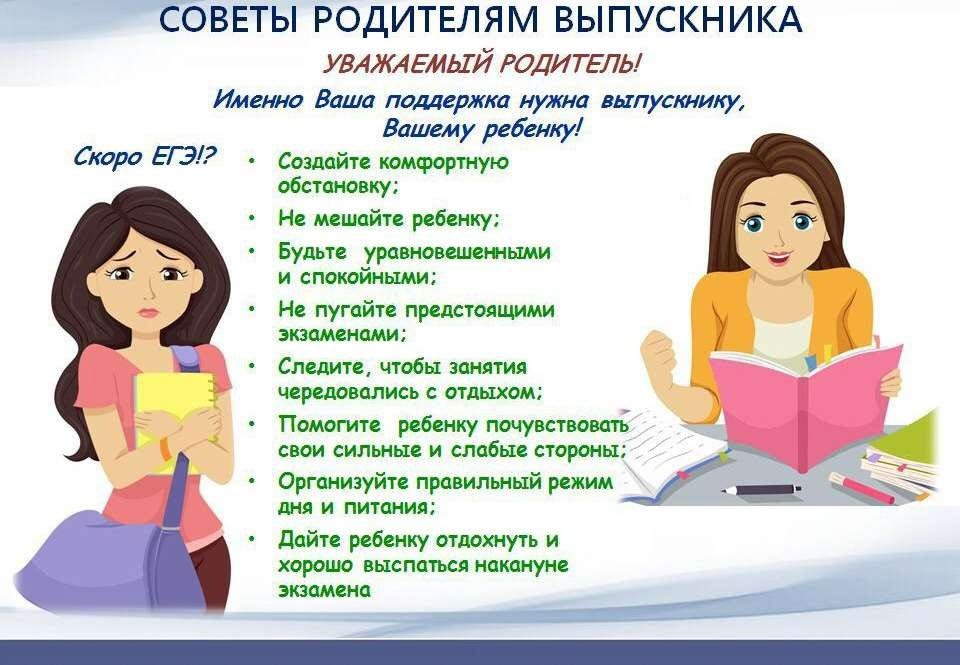 СОВЕТЫ РОДИТЕЛЯМ ВЫПУСКНИКА
УВАЖАЕМЫЙ РОДИТЕЛЬ!
Именно Ваша поддержка нужна выпускнику,
Вашему ребенку!
Скоро ЕГЭ!?
• Создайте комфортную
обстановку;
• Не мешайте ребенку;
• Будьте уравновешенными
и спокойными;
• Не пугайте предстоящими
экзаменами;
• Следите, чтобы занятия
чередовались с отдыхом;
• Помогите ребенку почувствовать
свои сильные и слабые стороны;
• Организуйте правильный режим
дня и питания;
• Дайте ребенку отдохнуть и
хорошо выспаться накануне
экзамена